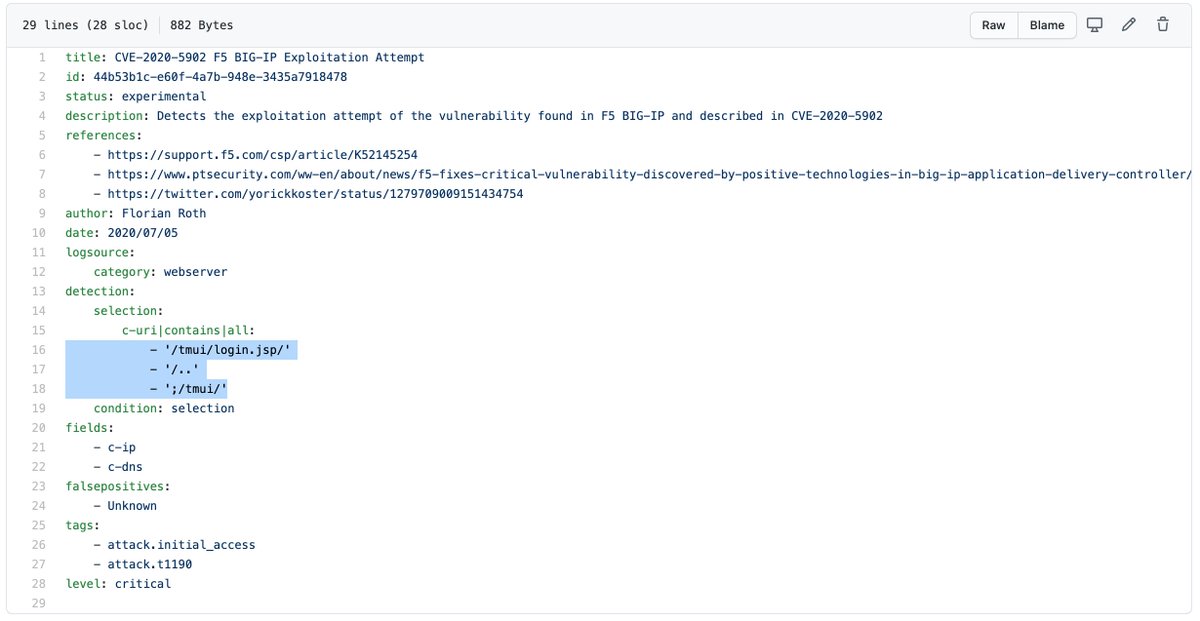 29 lines (28 sloc) 882 Bytes Raw Blame
1 title: CVE-2020-5902 F5 BIG-IP Exploitation Attempt
2 id: 44b53b1c-e60f-4a7b-948e-3435a7918478
3 status: experimental
4 description: Detects the exploitation attempt of the vulnerability found in F5 BIG-IP and described in CVE-2020-5902
5 references:
6     - https://support.f5.com/csp/article/K52145254
7     - https://www.ptsecurity.com/ww-en/about/news/f5-fixes-critical-vulnerability-discovered-by-positive-technologies-in-big-ip-application-delivery-controller/
8     - https://twitter.com/yorickkoster/status/1279709009151434754
9 author: Florian Roth
10 date: 2020/07/05
11 logsource:
12     category: webserver
13 detection:
14     selection:
15         c-uri|contains|all:
16             - '/tmui/login.jsp/'
17             - '/..'
18             - ';/tmui/'
19     condition: selection
20 fields:
21     - c-ip
22     - c-dns
23 falsepositives:
24     - Unknown
25 tags:
26     - attack.initial_access
27     - attack.t1190
28 level: critical
29